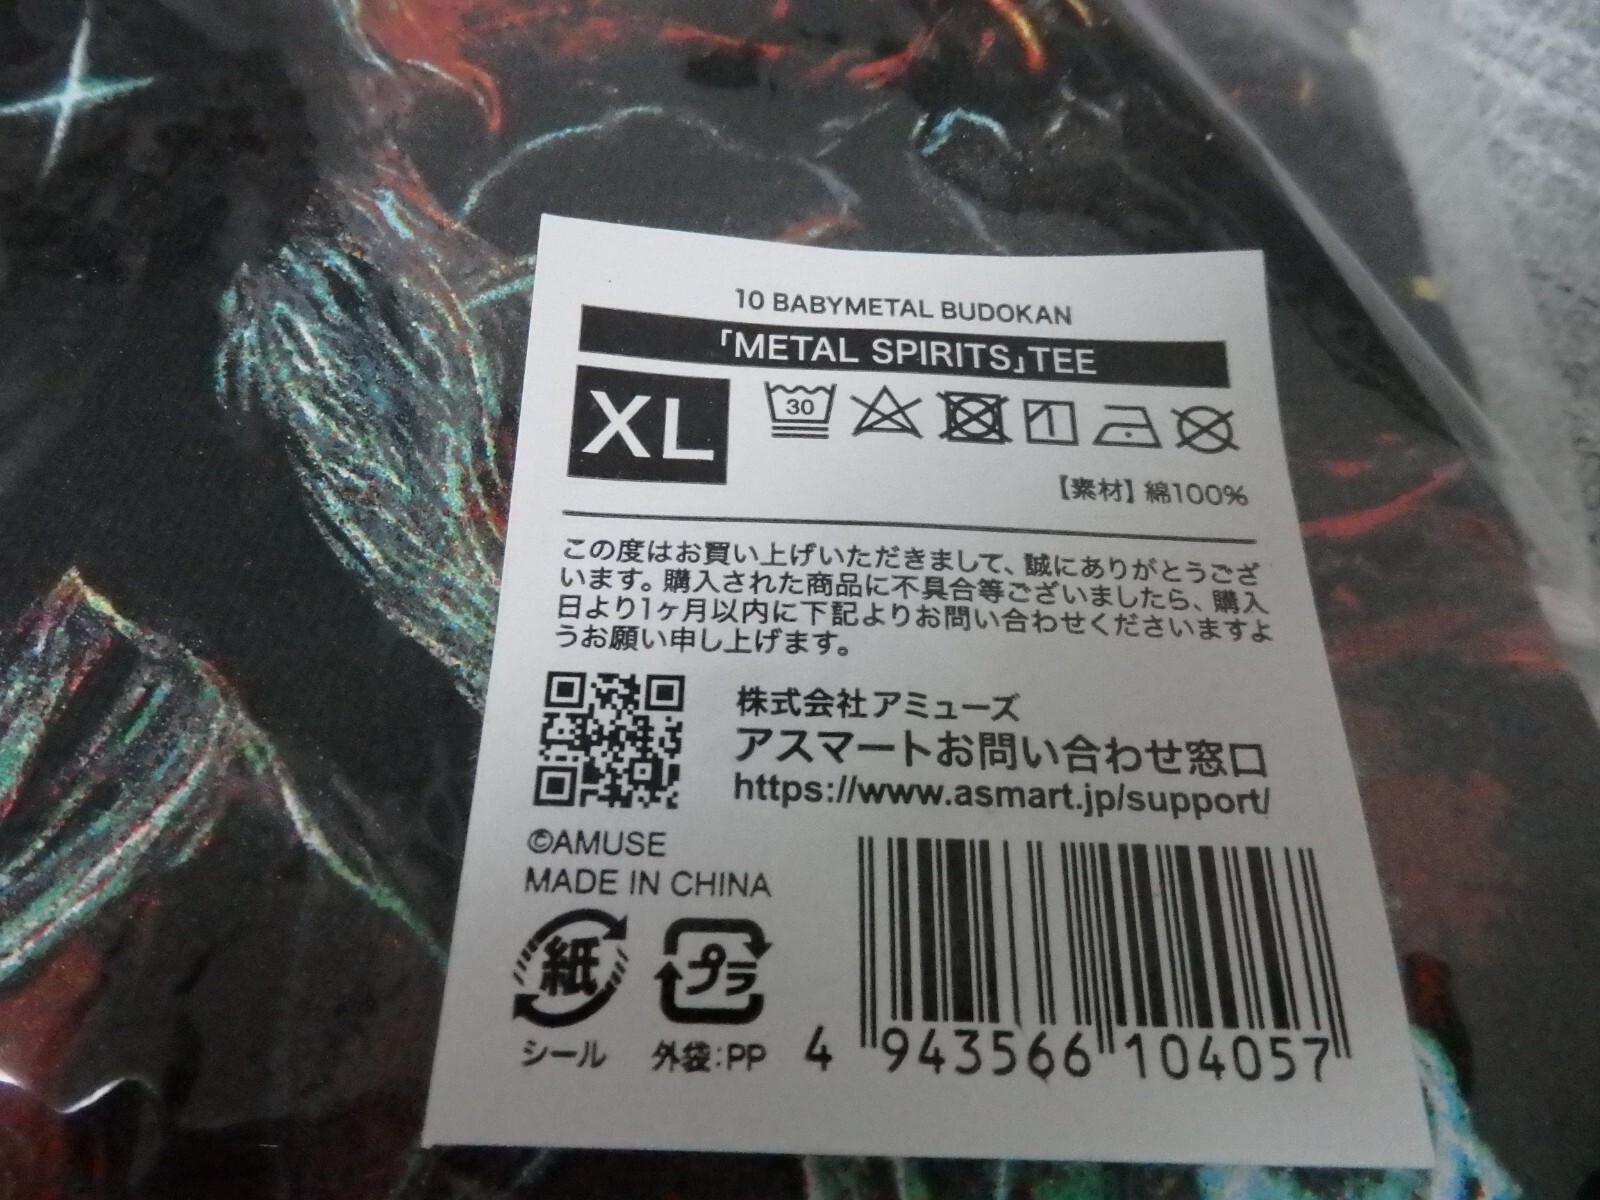 10 BABYMETAL BUDOKAN
「METAL SPIRITS」TEE
XL
30
【素材】綿100%
この度はお買い上げいただきまして、誠にありがとうござ
います。購入された商品に不具合等ございましたら、購入
日より1ヶ月以内に下記よりお問い合わせくださいますよ
うお願い申し上げます。
株式会社アミューズ
アスマートお問い合わせ窓口
https://www.asmart.jp/support/
©AMUSE
MADE IN CHINA
紙
プラ
シール
外袋:PP
4 943566 104057